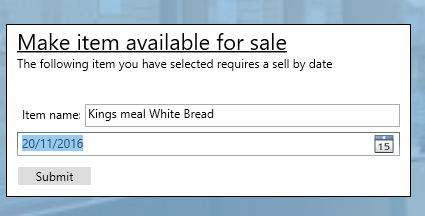 Make item available for sale
The following item you have selected requires a sell by date
Item name: Kings meal White Bread
20/11/2016 15
Submit